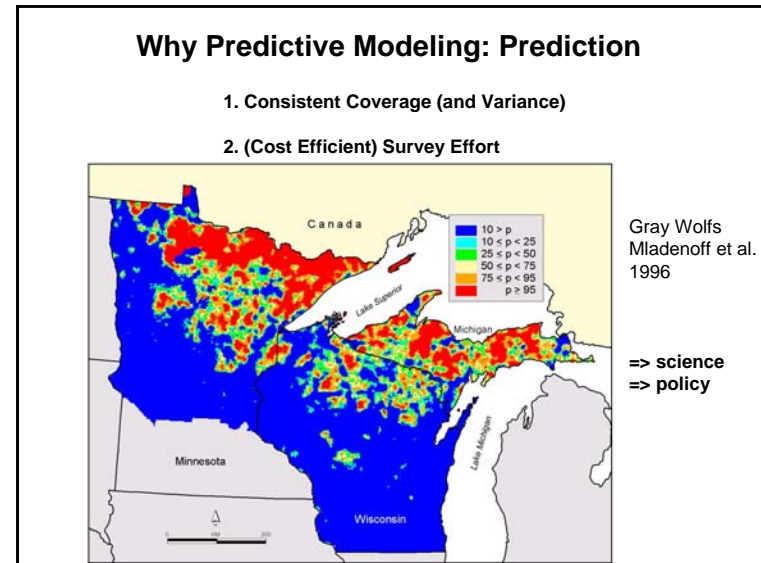 Why Predictive Modeling: Prediction
1. Consistent Coverage (and Variance)
2. (Cost Efficient) Survey Effort
Canada
10 > p
10 ≤ p < 25
25 ≤ p < 50
50 ≤ p < 75
75 ≤ p < 95
p ≥ 95
Lake Superior
Michigan
Minnesota
Wisconsin
Lake Michigan
Gray Wolfs
Mladenoff et al.
1996
=> science
=> policy